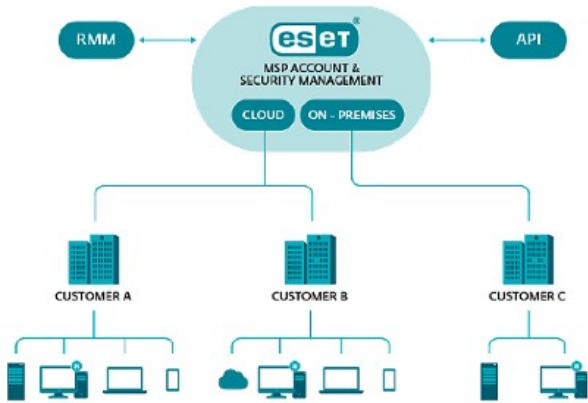 RMM
eset®
API
MSP ACCOUNT &
SECURITY MANAGEMENT
CLOUD
ON - PREMISES
CUSTOMER A
CUSTOMER B
CUSTOMER C